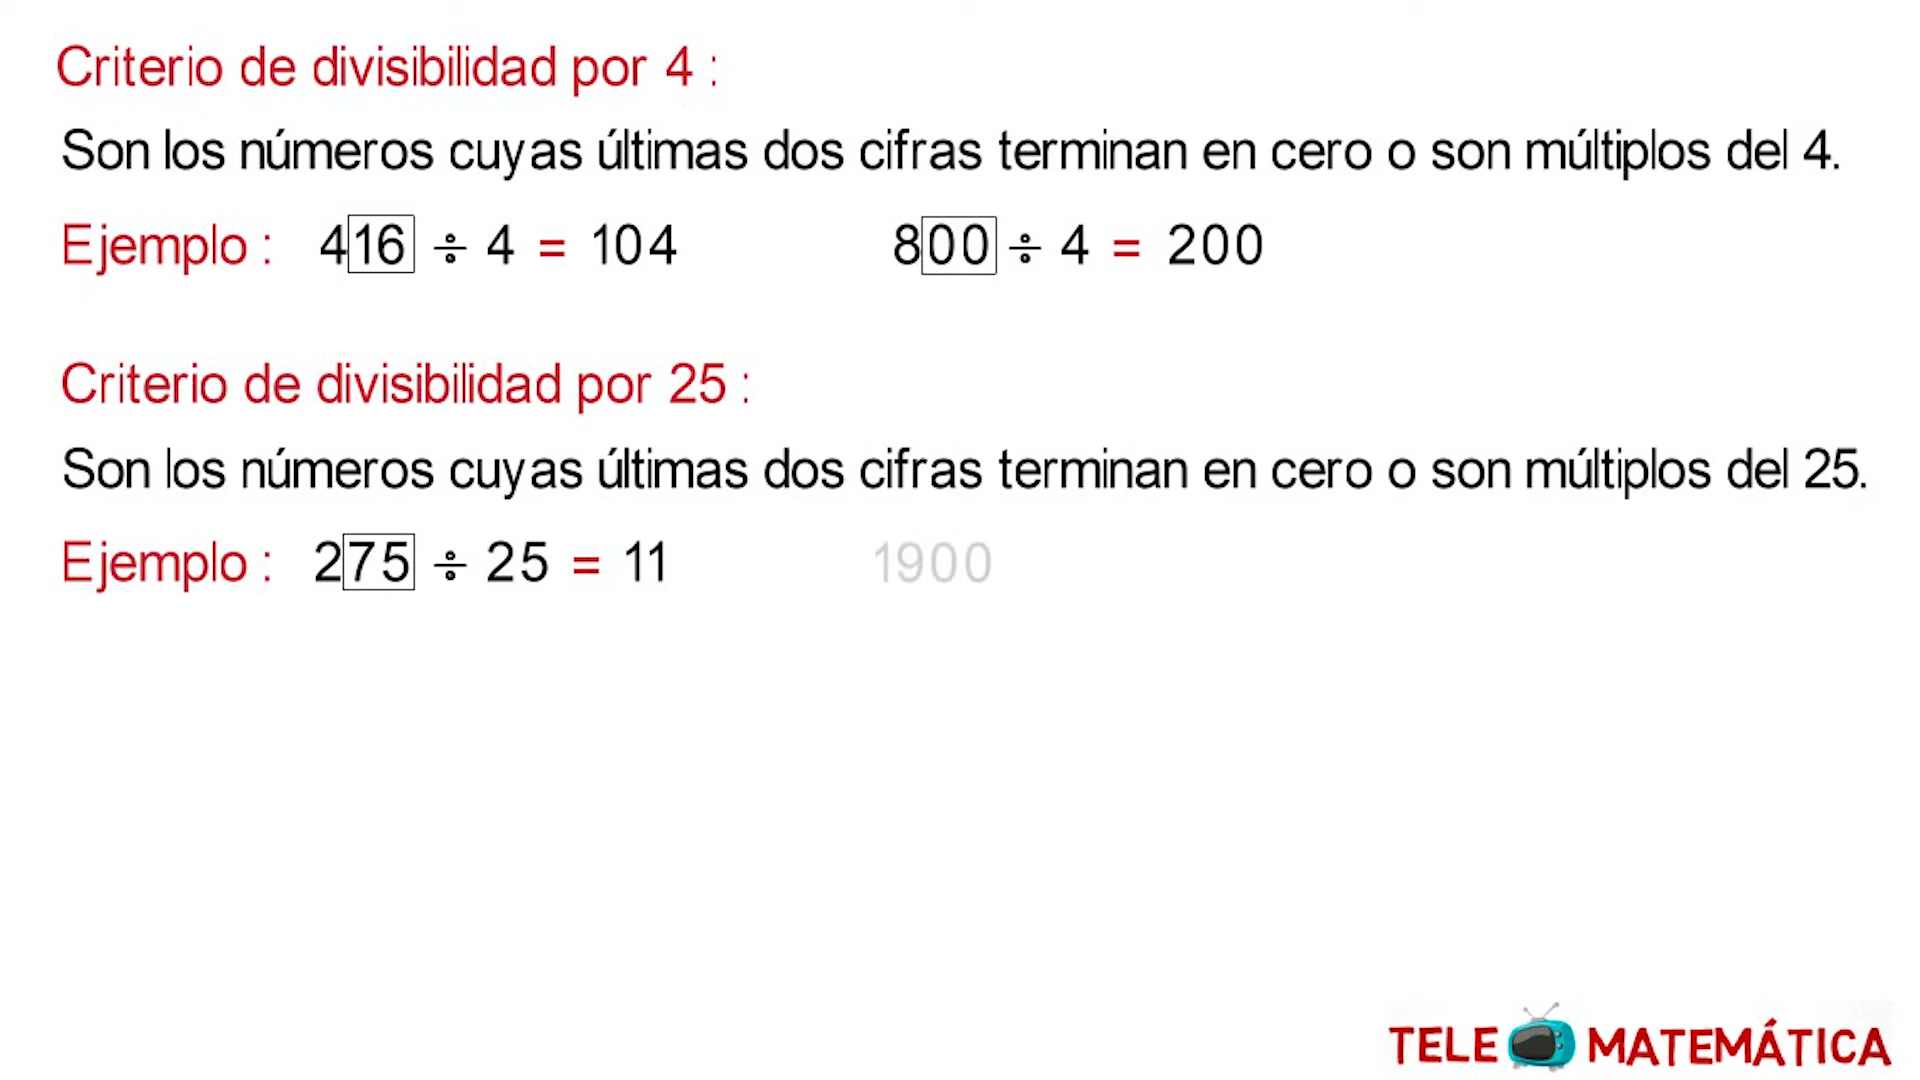 Criterio de divisibilidad por 4 :
Son los números cuyas últimas dos cifras terminan en cero o son múltiplos del 4.
Ejemplo : 416 ÷ 4 = 104 800 ÷ 4 = 200
Criterio de divisibilidad por 25 :
Son los números cuyas últimas dos cifras terminan en cero o son múltiplos del 25.
Ejemplo : 275 ÷ 25 = 11 1900
TELE MATEMÁTICA